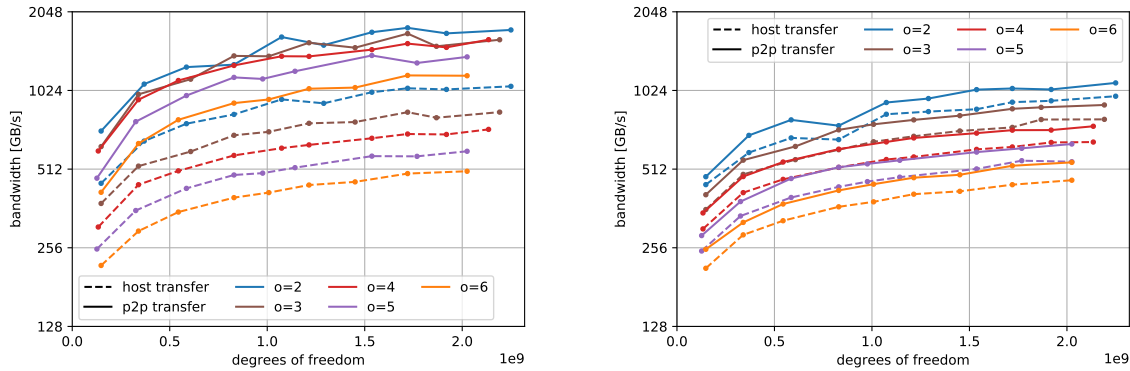 2048
1024
512
256
128
bandwidth [GB/s]
host transfer o=2 o=4 o=6
p2p transfer o=3 o=5
0.0 0.5 1.0 1.5 2.0
degrees of freedom 1e9
2048
1024
512
256
128
bandwidth [GB/s]
host transfer o=2 o=4 o=6
p2p transfer o=3 o=5
0.0 0.5 1.0 1.5 2.0
degrees of freedom 1e9